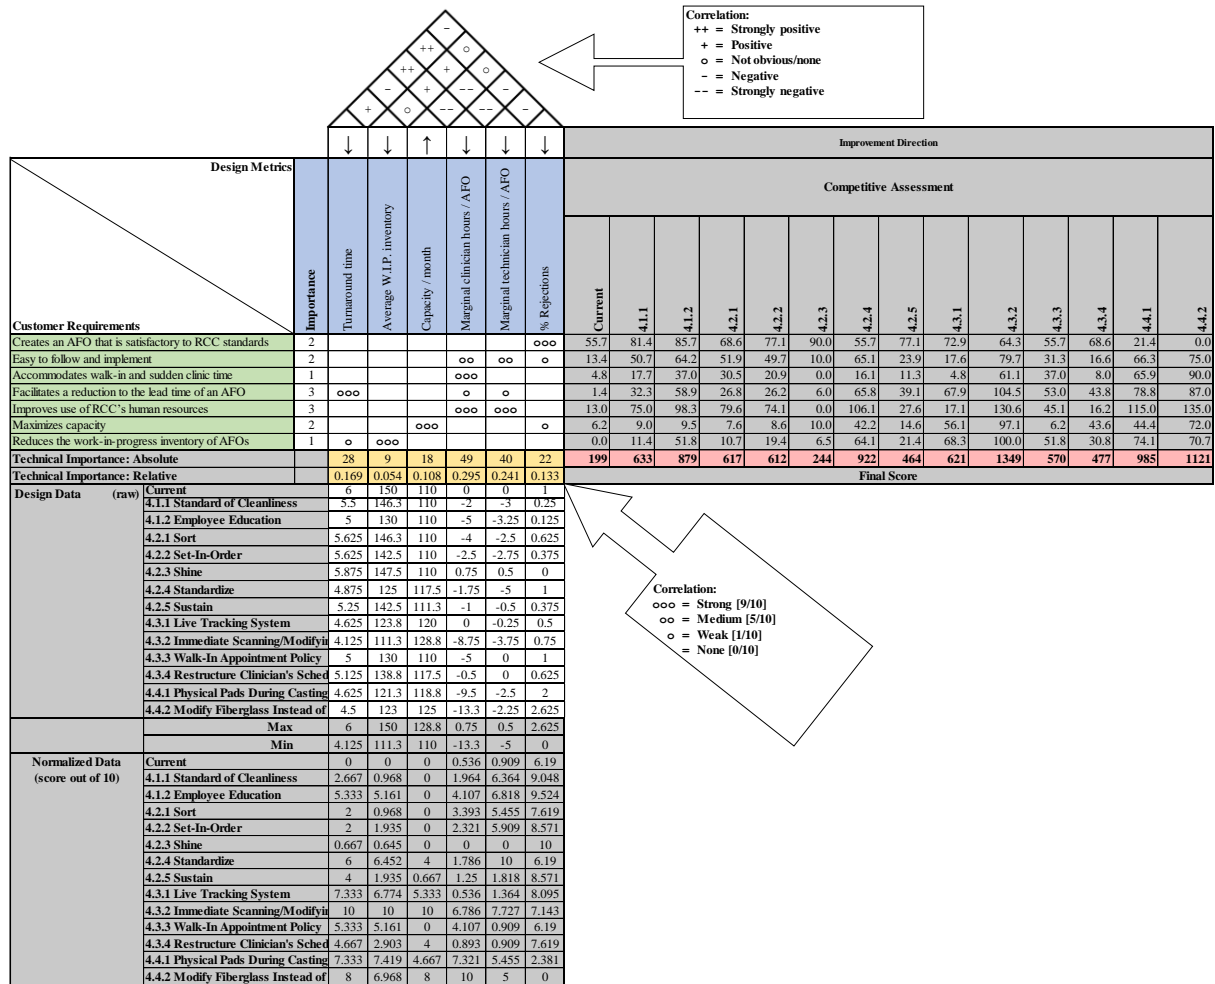 Correlation:
++ = Strongly positive
+ = Positive
o = Not obvious/none
- = Negative
-- = Strongly negative
-
++ o
++ + o
- + -- -
+ o -- -- -
↓ ↓ ↑ ↓ ↓ ↓ Improvement Direction
Design Metrics
Customer Requirements
Importance
Turnaround time
Average W.I.P. inventory
Capacity / month
Marginal clinician hours / AFO
Marginal technician hours / AFO
% Rejections
Competitive Assessment
Current 4.1.1 4.1.2 4.2.1 4.2.2 4.2.3 4.2.4 4.2.5 4.3.1 4.3.2 4.3.3 4.3.4 4.4.1 4.4.2
Creates an AFO that is satisfactory to RCC standards 2 ooo 55.7 81.4 85.7 68.6 77.1 90.0 55.7 77.1 72.9 64.3 55.7 68.6 21.4 0.0
Easy to follow and implement 2 oo oo o 13.4 50.7 64.2 51.9 49.7 10.0 65.1 23.9 17.6 79.7 31.3 16.6 66.3 75.0
Accommodates walk-in and sudden clinic time 1 ooo 4.8 17.7 37.0 30.5 20.9 0.0 16.1 11.3 4.8 61.1 37.0 8.0 65.9 90.0
Facilitates a reduction to the lead time of an AFO 3 ooo o o 1.4 32.3 58.9 26.8 26.2 6.0 65.8 39.1 67.9 104.5 53.0 43.8 78.8 87.0
Improves use of RCC's human resources 3 ooo ooo 13.0 75.0 98.3 79.6 74.1 0.0 106.1 27.6 17.1 130.6 45.1 16.2 115.0 135.0
Maximizes capacity 2 ooo o 6.2 9.0 9.5 7.6 8.6 10.0 42.2 14.6 56.1 97.1 6.2 43.6 44.4 72.0
Reduces the work-in-progress inventory of AFOs 1 o ooo 0.0 11.4 51.8 10.7 19.4 6.5 64.1 21.4 68.3 100.0 51.8 30.8 74.1 70.7
Technical Importance: Absolute 28 9 18 49 40 22 199 633 879 617 612 244 922 464 621 1349 570 477 985 1121
Technical Importance: Relative 0.169 0.054 0.108 0.295 0.241 0.133 Final Score
Design Data (raw) Current 6 150 110 0 0 1
4.1.1 Standard of Cleanliness 5.5 146.3 110 -2 -3 0.25
4.1.2 Employee Education 5 130 110 -5 -3.25 0.125
4.2.1 Sort 5.625 146.3 110 -4 -2.5 0.625
4.2.2 Set-In-Order 5.625 142.5 110 -2.5 -2.75 0.375
4.2.3 Shine 5.875 147.5 110 0.75 0.5 0
4.2.4 Standardize 4.875 125 117.5 -1.75 -5 1
4.2.5 Sustain 5.25 142.5 111.3 -1 -0.5 0.375
4.3.1 Live Tracking System 4.625 123.8 120 0 -0.25 0.5
4.3.2 Immediate Scanning/Modifyin 4.125 111.3 128.8 -8.75 -3.75 0.75
4.3.3 Walk-In Appointment Policy 5 130 110 -5 0 1
4.3.4 Restructure Clinician's Sched 5.125 138.8 117.5 -0.5 0 0.625
4.4.1 Physical Pads During Casting 4.625 121.3 118.8 -9.5 -2.5 2
4.4.2 Modify Fiberglass Instead of 4.5 123 125 -13.3 -2.25 2.625
Max 6 150 128.8 0.75 0.5 2.625
Min 4.125 111.3 110 -13.3 -5 0
Normalized Data Current 0 0 0 0.536 0.909 6.19
(score out of 10) 4.1.1 Standard of Cleanliness 2.667 0.968 0 1.964 6.364 9.048
4.1.2 Employee Education 5.333 5.161 0 4.107 6.818 9.524
4.2.1 Sort 2 0.968 0 3.393 5.455 7.619
4.2.2 Set-In-Order 2 1.935 0 2.321 5.909 8.571
4.2.3 Shine 0.667 0.645 0 0 0 10
4.2.4 Standardize 6 6.452 4 1.786 10 6.19
4.2.5 Sustain 4 1.935 0.667 1.25 1.818 8.571
4.3.1 Live Tracking System 7.333 6.774 5.333 0.536 1.364 8.095
4.3.2 Immediate Scanning/Modifyin 10 10 10 6.786 7.727 7.143
4.3.3 Walk-In Appointment Policy 5.333 5.161 0 4.107 0.909 6.19
4.3.4 Restructure Clinician's Sched 4.667 2.903 4 0.893 0.909 7.619
4.4.1 Physical Pads During Casting 7.333 7.419 4.667 7.321 5.455 2.381
4.4.2 Modify Fiberglass Instead of 8 6.968 8 10 5 0
Correlation:
ooo = Strong [9/10]
oo = Medium [5/10]
o = Weak [1/10]
= None [0/10]